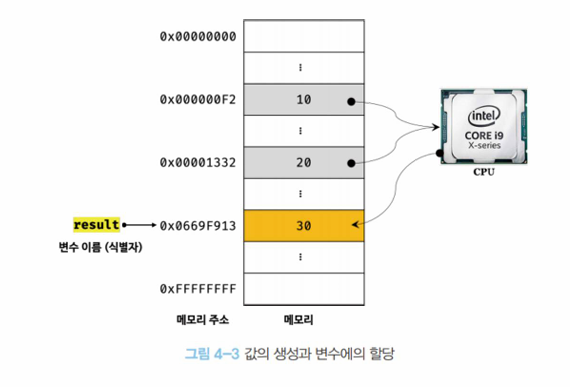 0x00000000
⋮
0x000000F2 10
⋮
0x00001332 20
⋮
result 0x0669F913 30
변수 이름 (식별자)
⋮
0xFFFFFFFF
메모리 주소 메모리
intel
CORE i9
X-series
CPU
그림 4-3 값의 생성과 변수에의 할당